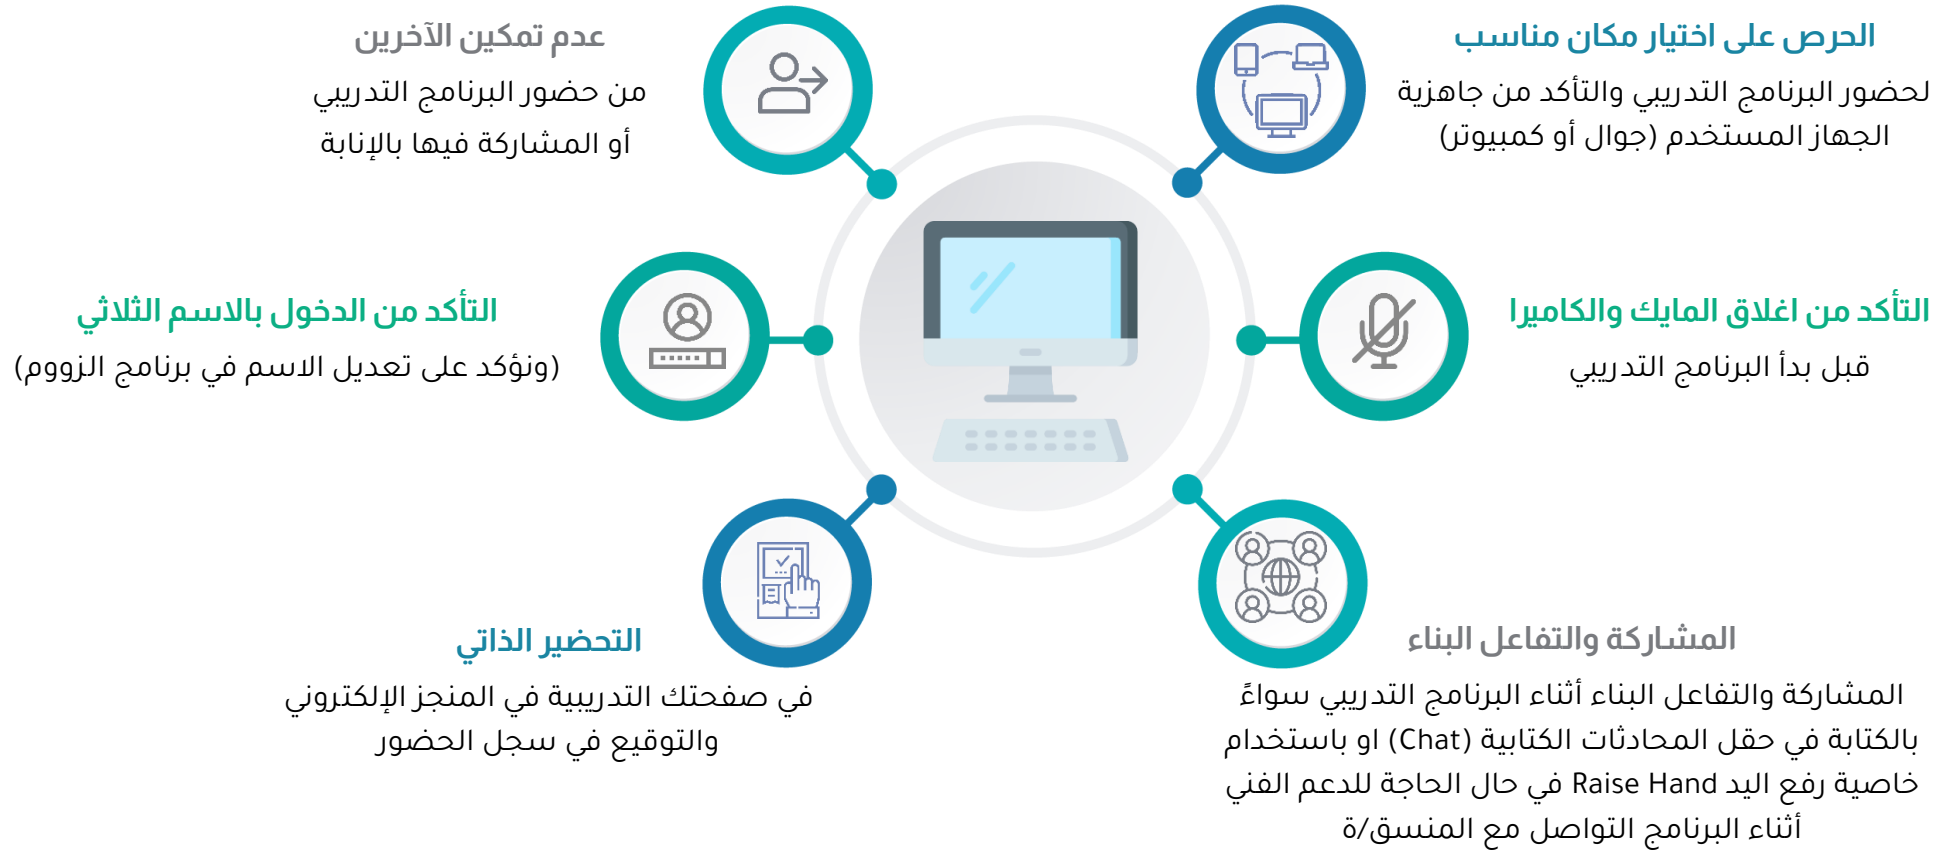 الحرص على اختيار مكان مناسب
لحضور البرنامج التدريبي والتأكد من جاهزية
الجهاز المستخدم (جوال أو كمبيوتر)
التأكد من اغلاق المايك والكاميرا
قبل بدأ البرنامج التدريبي
المشاركة والتفاعل البناء
المشاركة والتفاعل البناء أثناء البرنامج التدريبي سواءً
بالكتابة في حقل المحادثات الكتابية (Chat) او باستخدام
خاصية رفع اليد Raise Hand في حال الحاجة للدعم الفني
أثناء البرنامج التواصل مع المنسق/ة
عدم تمكين الآخرين
من حضور البرنامج التدريبي
أو المشاركة فيها بالإنابة
التأكد من الدخول بالاسم الثلاثي
(ونؤكد على تعديل الاسم في برنامج الزووم)
التحضير الذاتي
في صفحتك التدريبية في المنجز الإلكتروني
والتوقيع في سجل الحضور